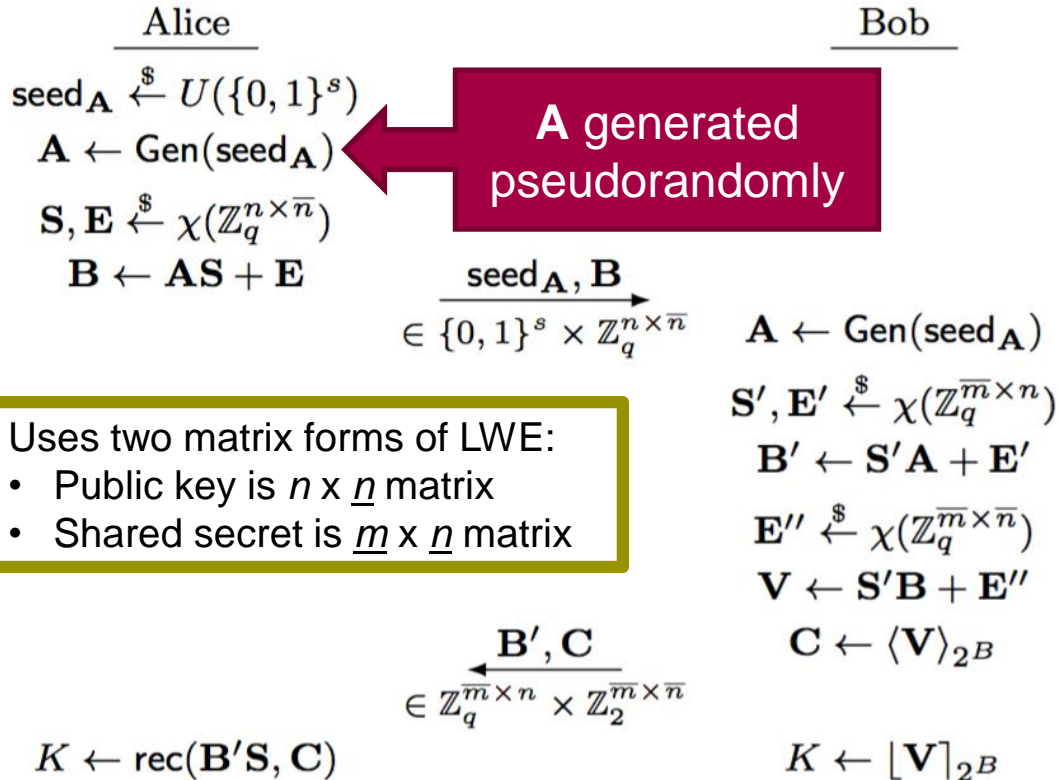 Alice
Bob
seed_𝐀 ←$ U({0, 1}^s)
𝐀 ← Gen(seed_𝐀)
𝐀 generated
pseudorandomly
𝐒, 𝐄 ←$ χ(ℤ_q^{n×n̅})
𝐁 ← 𝐀𝐒 + 𝐄
seed_𝐀, 𝐁
∈ {0, 1}^s × ℤ_q^{n×n̅}
𝐀 ← Gen(seed_𝐀)
𝐒′, 𝐄′ ←$ χ(ℤ_q^{m̅×n})
𝐁′ ← 𝐒′𝐀 + 𝐄′
𝐄″ ←$ χ(ℤ_q^{m̅×n̅})
𝐕 ← 𝐒′𝐁 + 𝐄″
𝐂 ← ⟨𝐕⟩_{2^B}
Uses two matrix forms of LWE:
• Public key is n x n̲ matrix
• Shared secret is m̲ x n̲ matrix
𝐁′, 𝐂
∈ ℤ_q^{m̅×n} × ℤ_2^{m̅×n̅}
K ← rec(𝐁′𝐒, 𝐂)
K ← ⌊𝐕⌉_{2^B}